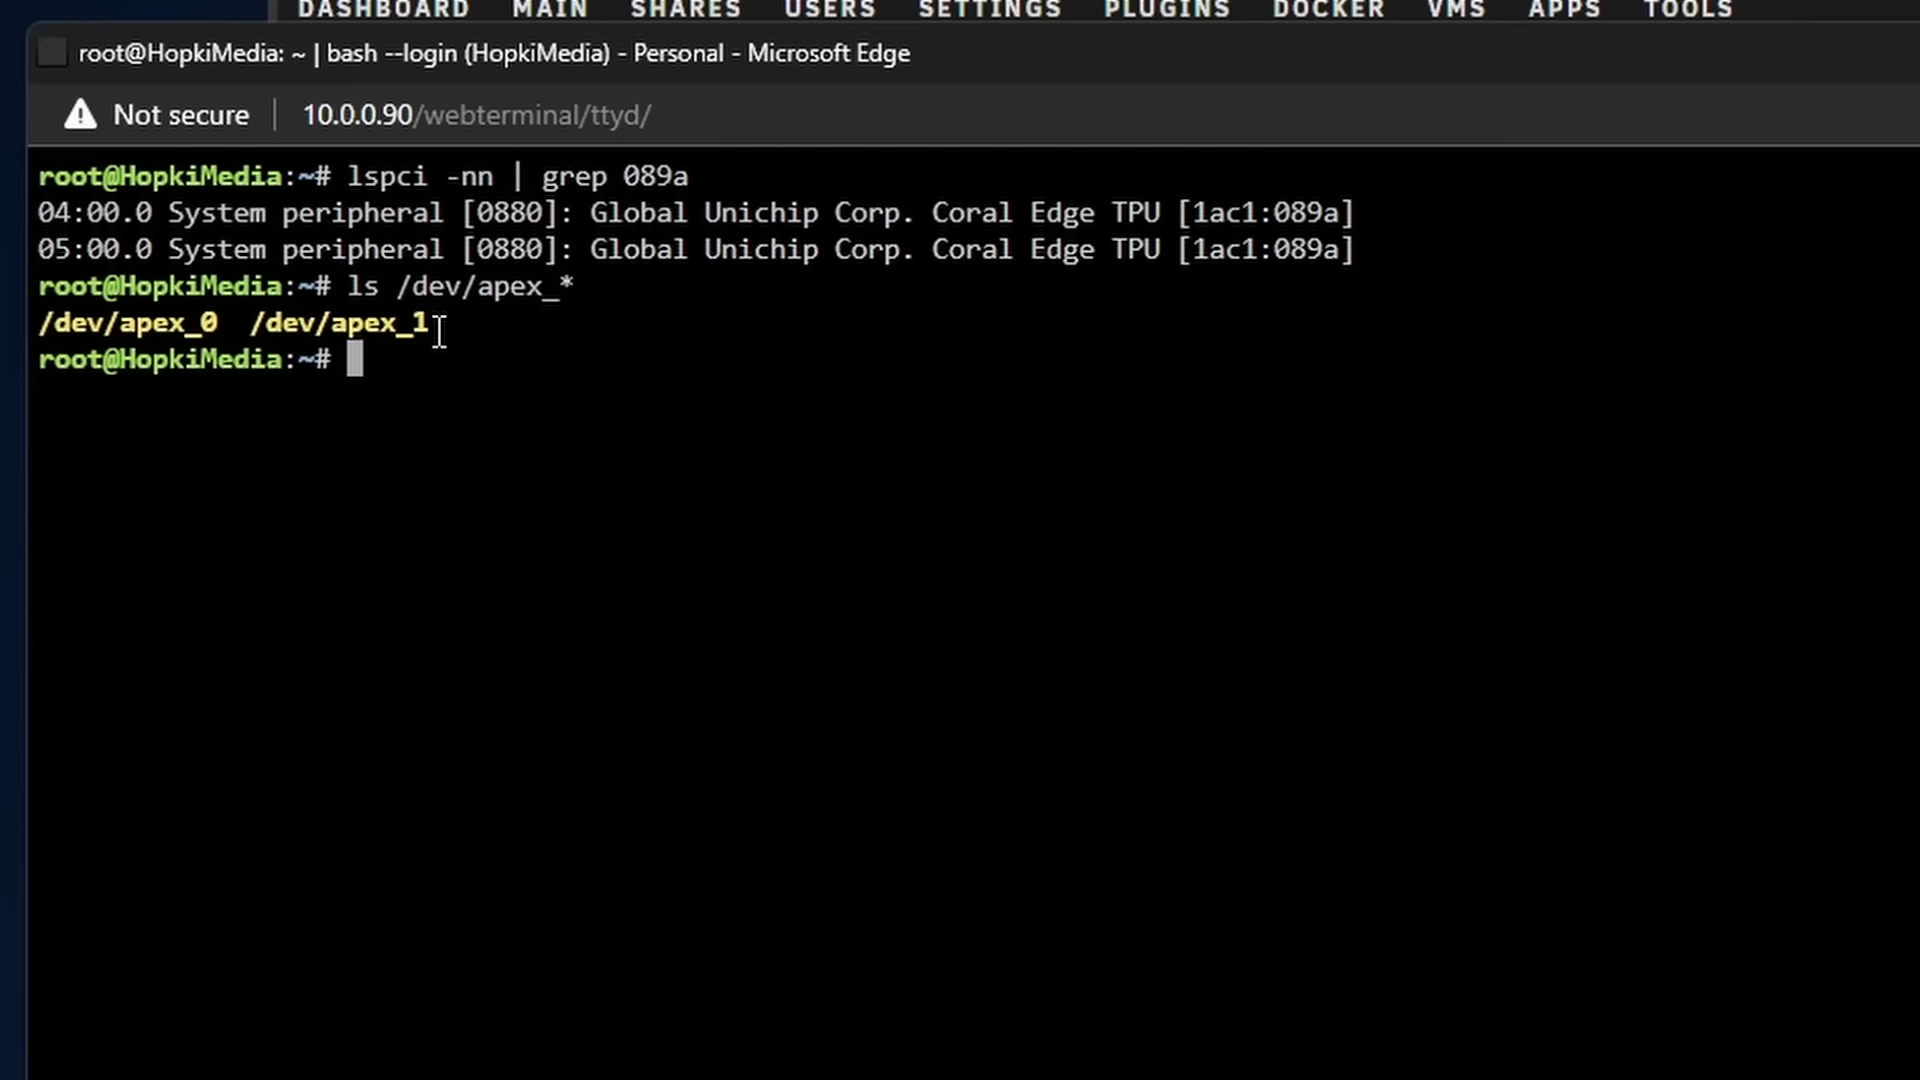 DASHBOARD MAIN SHARES USERS SETTINGS PLUGINS DOCKER VMS APPS TOOLS
root@HopkiMedia: ~ | bash --login (HopkiMedia) - Personal - Microsoft Edge
Not secure | 10.0.0.90/webterminal/ttyd/
root@HopkiMedia:~# lspci -nn | grep 089a
04:00.0 System peripheral [0880]: Global Unichip Corp. Coral Edge TPU [1ac1:089a]
05:00.0 System peripheral [0880]: Global Unichip Corp. Coral Edge TPU [1ac1:089a]
root@HopkiMedia:~# ls /dev/apex_*
/dev/apex_0  /dev/apex_1
root@HopkiMedia:~#